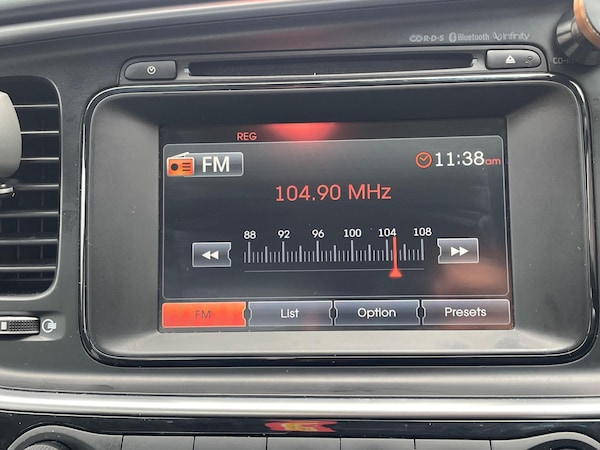 R·D·S Bluetooth infinity
REG
FM 11:38am
104.90 MHz
88 92 96 100 104 108
FM List Option Presets